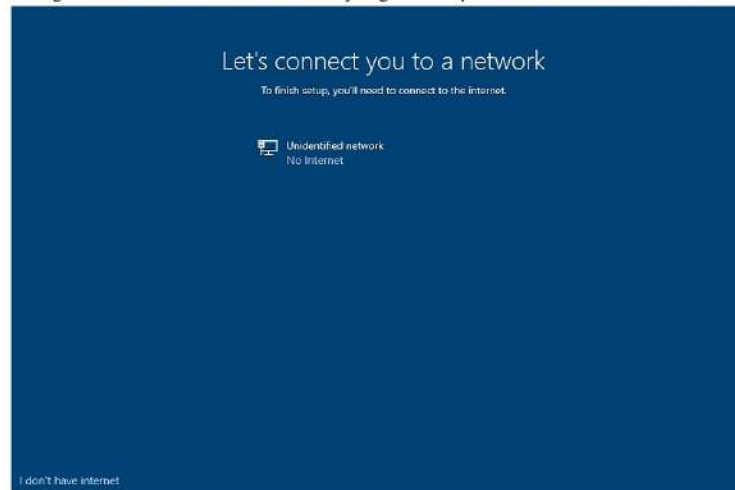 Let's connect you to a network
To finish setup, you'll need to connect to the internet.
Unidentified network
No Internet
I don't have internet